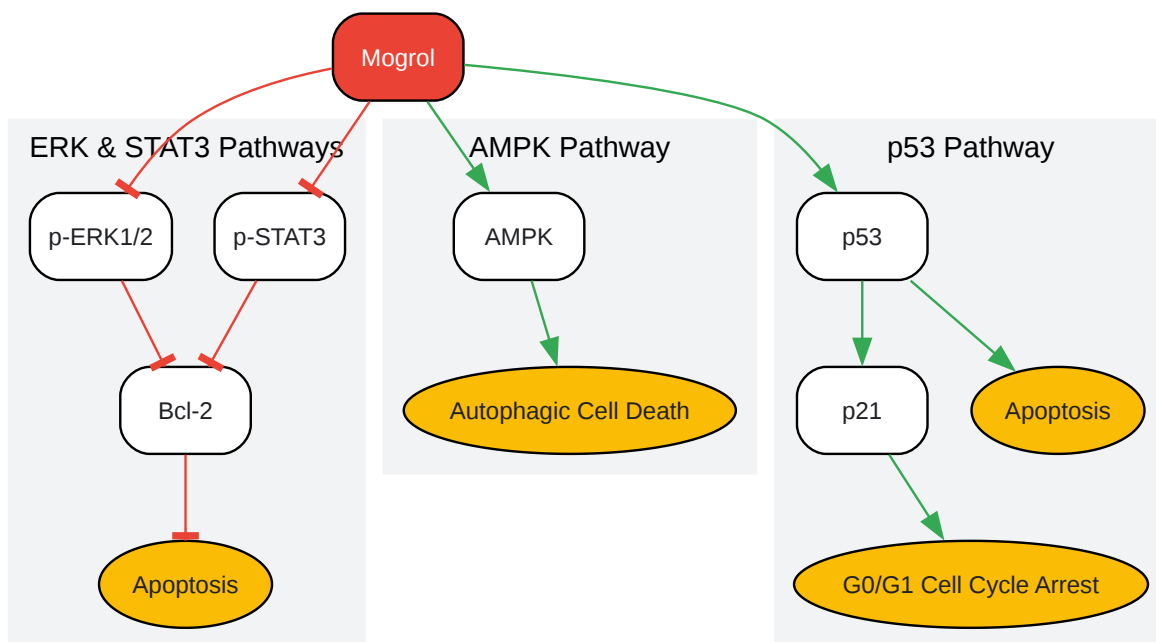 Mogrol
ERK & STAT3 Pathways
AMPK Pathway
p53 Pathway
p-ERK1/2
p-STAT3
AMPK
p53
Bcl-2
Autophagic Cell Death
p21
Apoptosis
Apoptosis
G0/G1 Cell Cycle Arrest